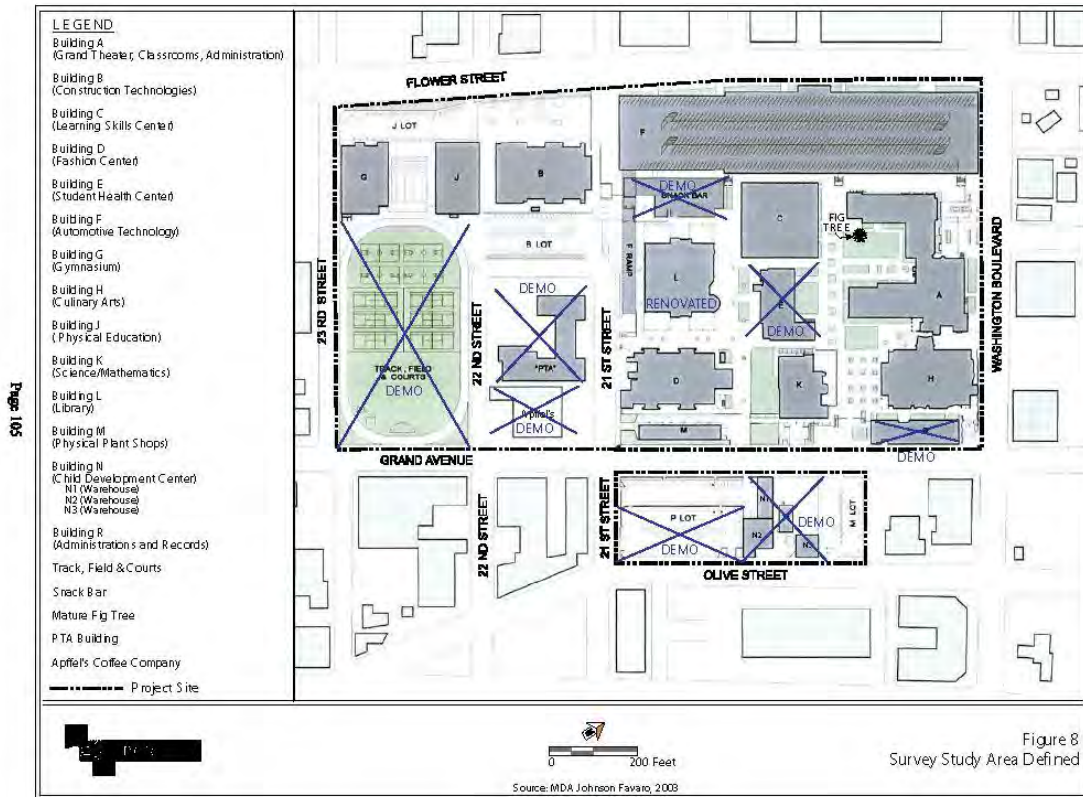 LEGEND
Building A
(Grand Theater, Classrooms, Administration)
Building B
(Construction Technologies)
Building C
(Learning Skills Center)
Building D
(Fashion Center)
Building E
(Student Health Center)
Building F
(Automotive Technology)
Building G
(Gymnasium)
Building H
(Culinary Arts)
Building J
(Physical Education)
Building K
(Science/Mathematics)
Building L
(Library)
Building M
(Physical Plant Shops)
Building N
(Child Development Center)
N1 (Warehouse)
N2 (Warehouse)
N3 (Warehouse)
Building R
(Administrations and Records)
Track, Field & Courts
Snack Bar
Mature Fig Tree
PTA Building
Apffel's Coffee Company
Project Site
Page 105
FLOWER STREET
J LOT
G
J
B
F
DEMO
SNACK BAR
C
FIG
TREE
B LOT
F RAMP
L
RENOVATED
E
DEMO
A
WASHINGTON BOULEVARD
23 RD STREET
22 ND STREET
21 ST STREET
DEMO
"PTA"
TRACK, FIELD
& COURTS
DEMO
Apffel's
DEMO
D
K
H
M
R
DEMO
GRAND AVENUE
22 ND STREET
21 ST STREET
P LOT
DEMO
N1
N2
N3
DEMO
M LOT
OLIVE STREET
0 200 Feet
Source: MDA Johnson Favaro, 2003
Figure 8
Survey Study Area Defined